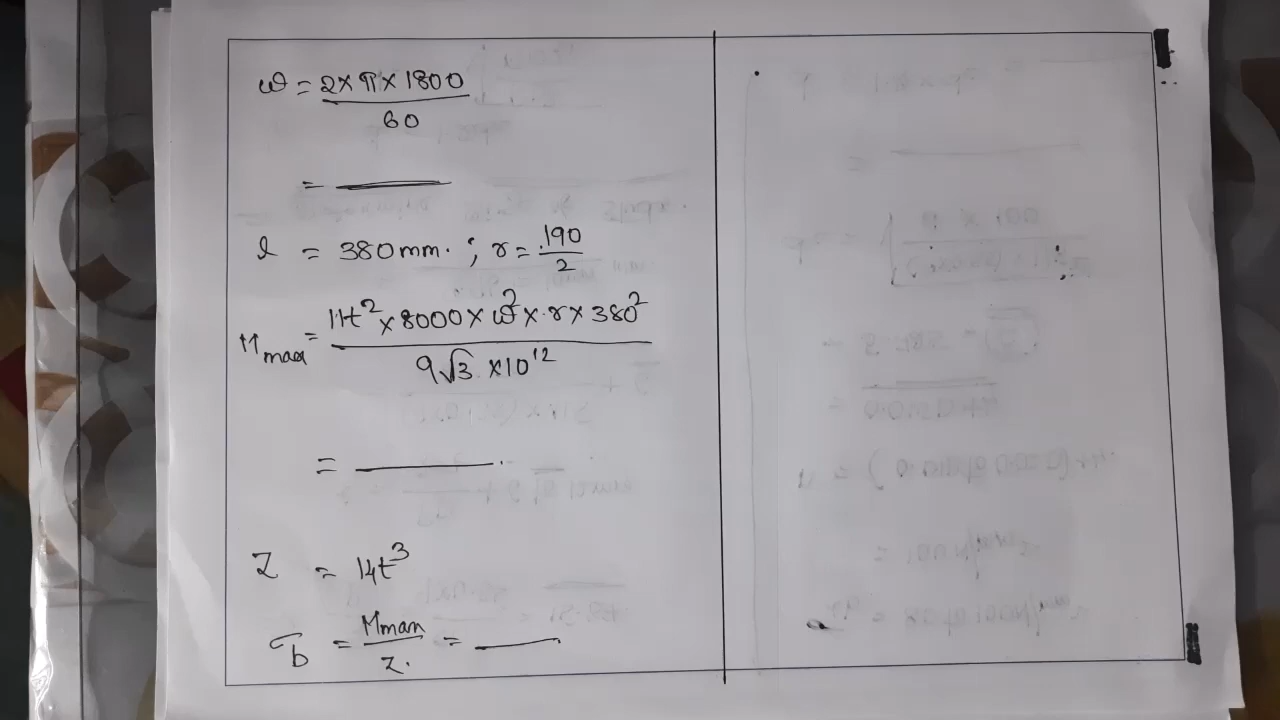 ω = 2×π×1800 / 60
= ―――
l = 380mm. ; r = 190 / 2
Mmax = 11t² × 8000 × ω² × r × 380² / 9√3 × 10¹²
= ―――.
Z = 14t³
σb = Mmax / Z. = ―――